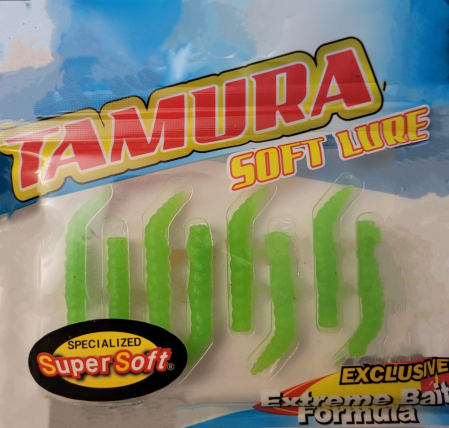 TAMURA
SOFT LURE
SPECIALIZED
Super Soft®
EXCLUSIVE
Extreme Bait
Formula